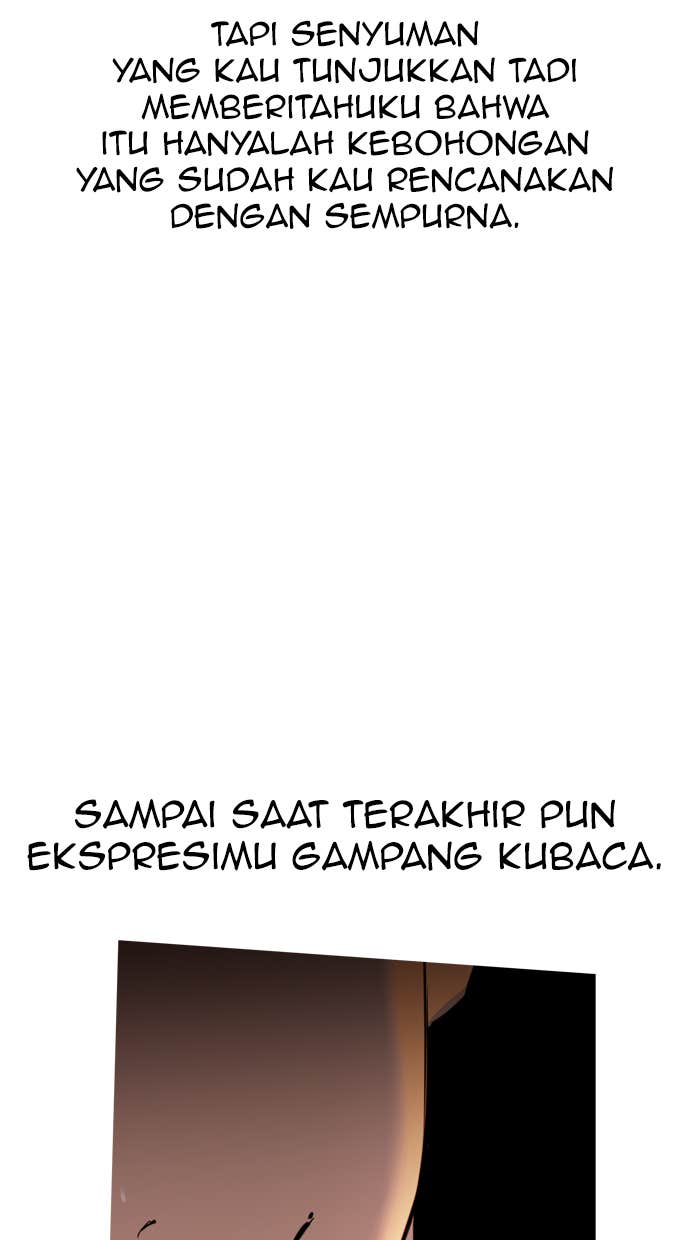 TAPI SENYUMAN
YANG KAU TUNJUKKAN TADI
MEMBERITAHUKU BAHWA
ITU HANYALAH KEBOHONGAN
YANG SUDAH KAU RENCANAKAN
DENGAN SEMPURNA.
SAMPAI SAAT TERAKHIR PUN
EKSPRESIMU GAMPANG KUBACA.